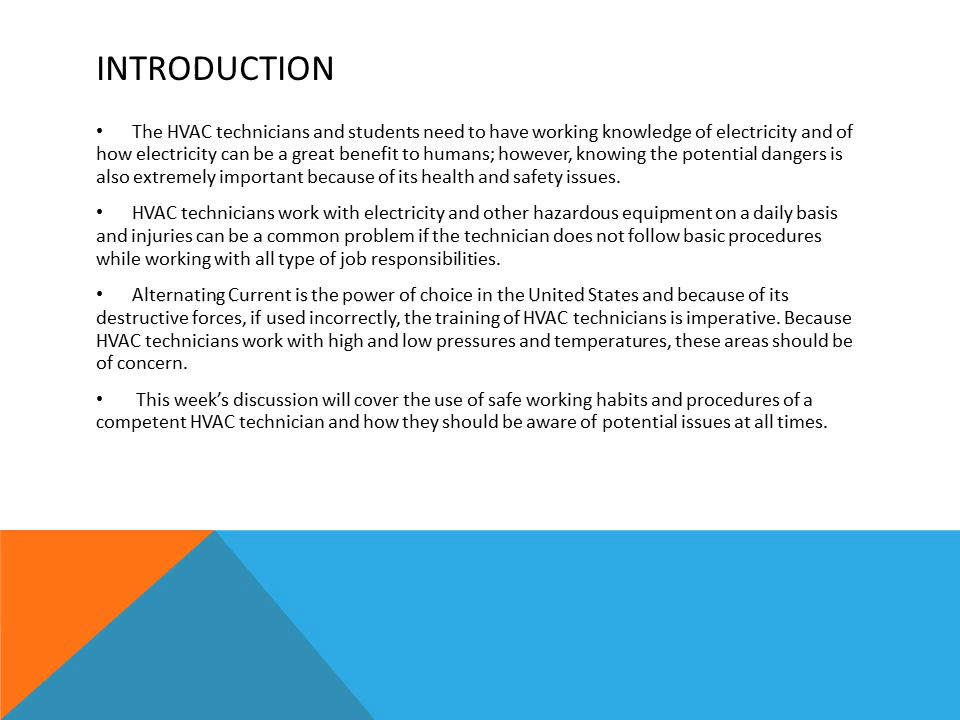 INTRODUCTION
• The HVAC technicians and students need to have working knowledge of electricity and of
how electricity can be a great benefit to humans; however, knowing the potential dangers is
also extremely important because of its health and safety issues.
• HVAC technicians work with electricity and other hazardous equipment on a daily basis
and injuries can be a common problem if the technician does not follow basic procedures
while working with all type of job responsibilities.
• Alternating Current is the power of choice in the United States and because of its
destructive forces, if used incorrectly, the training of HVAC technicians is imperative. Because
HVAC technicians work with high and low pressures and temperatures, these areas should be
of concern.
• This week’s discussion will cover the use of safe working habits and procedures of a
competent HVAC technician and how they should be aware of potential issues at all times.